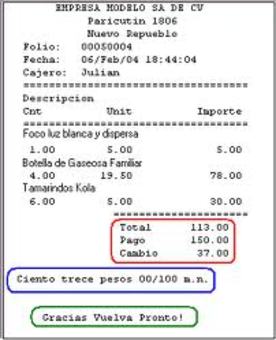 EMPRESA MODELO SA DE CV
Paricutin 1806
Nuevo Repueblo
Folio: 00050004
Fecha: 06/Feb/04 18:44:04
Cajero: Julian
==============================
Descripcion
Cnt Unit Importe
==============================
Foco luz blanca y dispersa
1.00 5.00 5.00
Botella de Gaseosa Familiar
4.00 19.50 78.00
Tamarindos Kola
6.00 5.00 30.00
==================
Total 113.00
Pago 150.00
Cambio 37.00
Ciento trece pesos 00/100 m.n.
Gracias Vuelva Pronto!